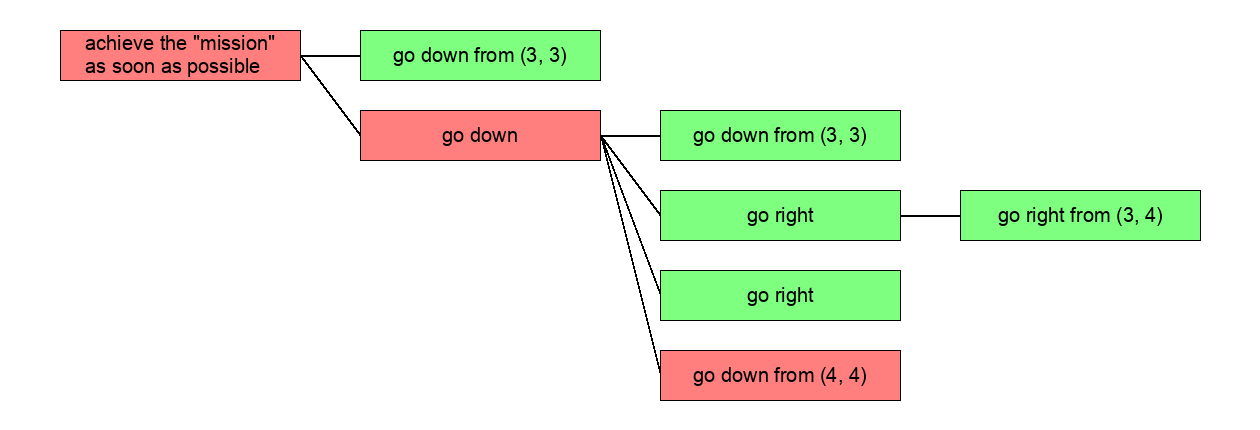 achieve the "mission"
as soon as possible
go down from (3, 3)
go down
go down from (3, 3)
go right
go right from (3, 4)
go right
go down from (4, 4)